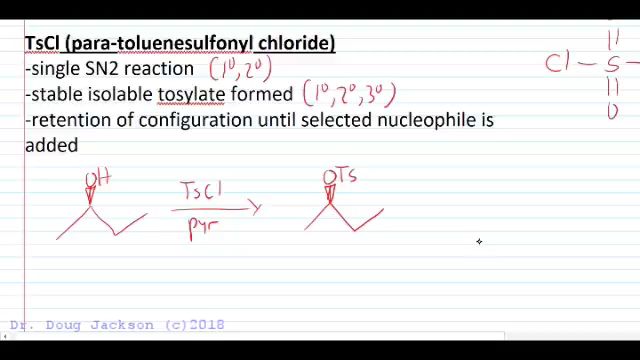 TsCl (para-toluenesulfonyl chloride)
-single SN2 reaction (1°, 2°)
-stable isolable tosylate formed (1°, 2°, 3°)
-retention of configuration until selected nucleophile is
added
Cl – S –
O
OH
TsCl
pyr
OTs
Dr. Doug Jackson (c)2018